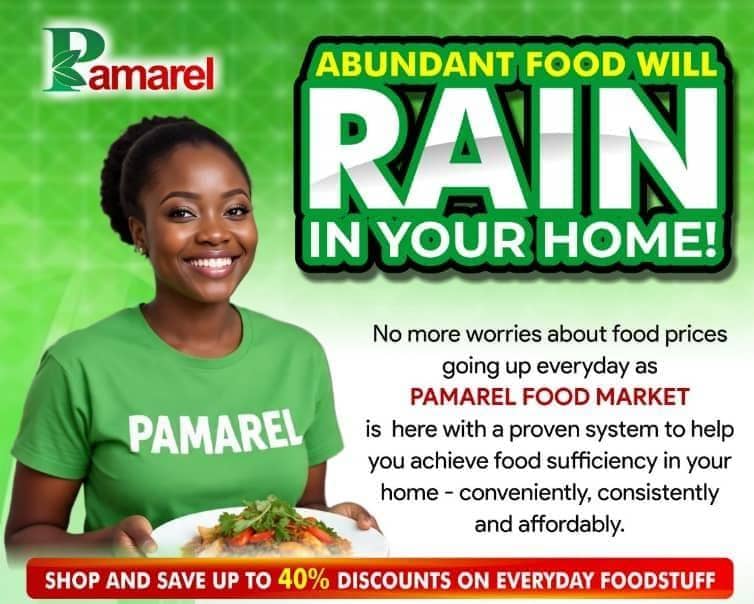 Pamarel
ABUNDANT FOOD WILL
RAIN
IN YOUR HOME!
No more worries about food prices
going up everyday as
PAMAREL FOOD MARKET
is here with a proven system to help
you achieve food sufficiency in your
home - conveniently, consistently
and affordably.
PAMAREL
SHOP AND SAVE UP TO 40% DISCOUNTS ON EVERYDAY FOODSTUFF